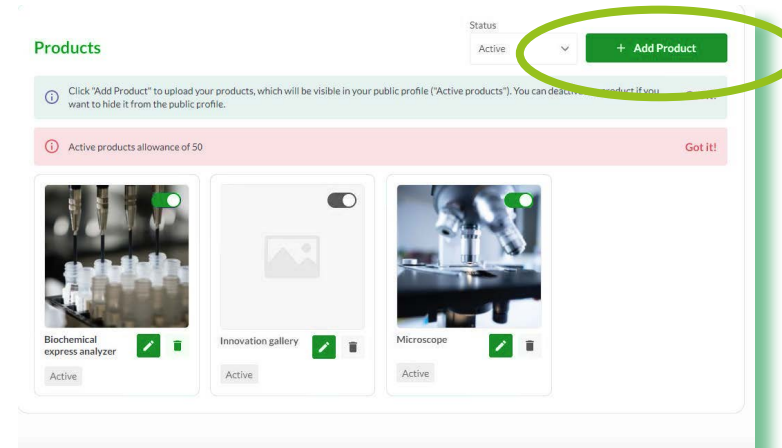 Status
Products
Active
+ Add Product
Click "Add Product" to upload your products, which will be visible in your public profile ("Active products"). You can product if you
want to hide it from the public profile.
Active products allowance of 50
Got it!
Biochemical
express analyzer
Active
Innovation gallery
Active
Microscope
Active